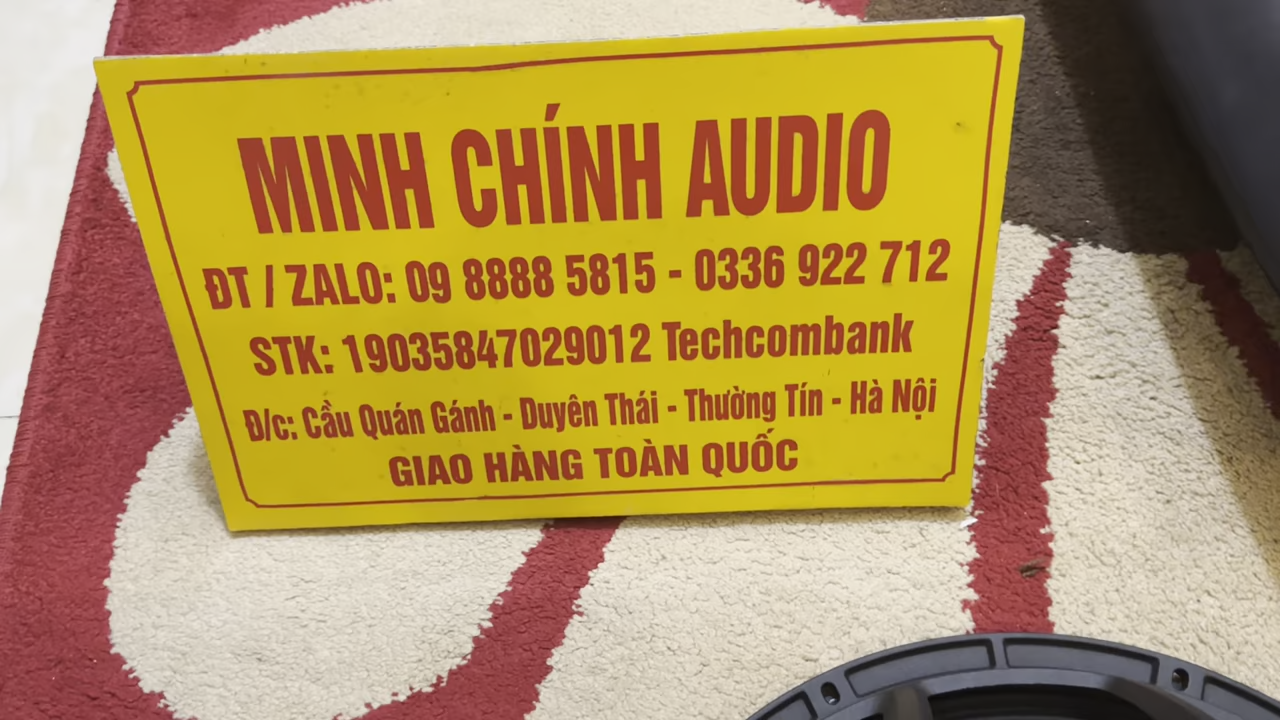 MINH CHÍNH AUDIO
ĐT / ZALO: 09 8888 5815 - 0336 922 712
STK: 19035847029012 Techcombank
Đ/c: Cầu Quán Gánh - Duyên Thái - Thường Tín - Hà Nội
GIAO HÀNG TOÀN QUỐC